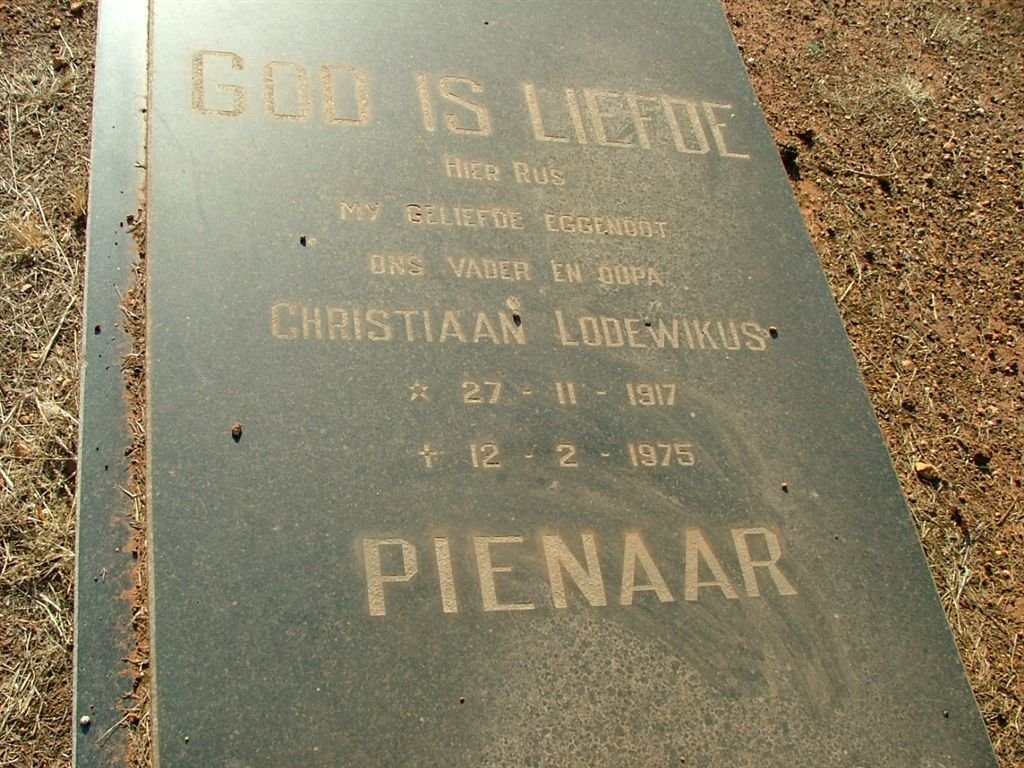 GOD IS LIEFDE
HIER RUS
MY GELIEFDE EGGENOOT
ONS VADER EN OUPA
CHRISTIAAN LODEWIKUS
☆ 27 - 11 - 1917
† 12 - 2 - 1975
PIENAAR